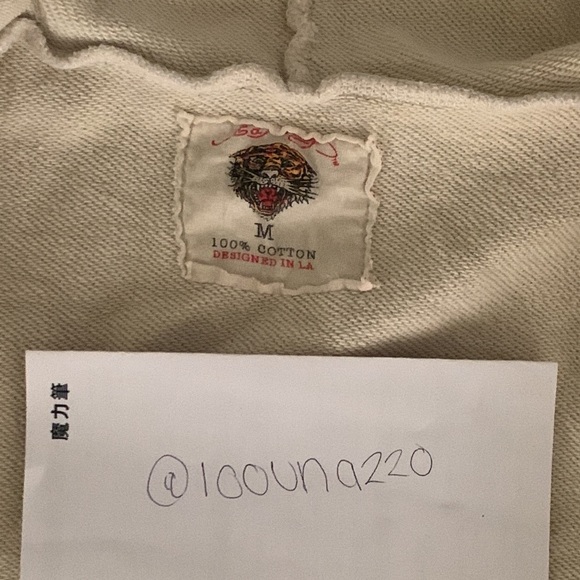 M
100% COTTON
DESIGNED IN LA
魔力筆
@100una220